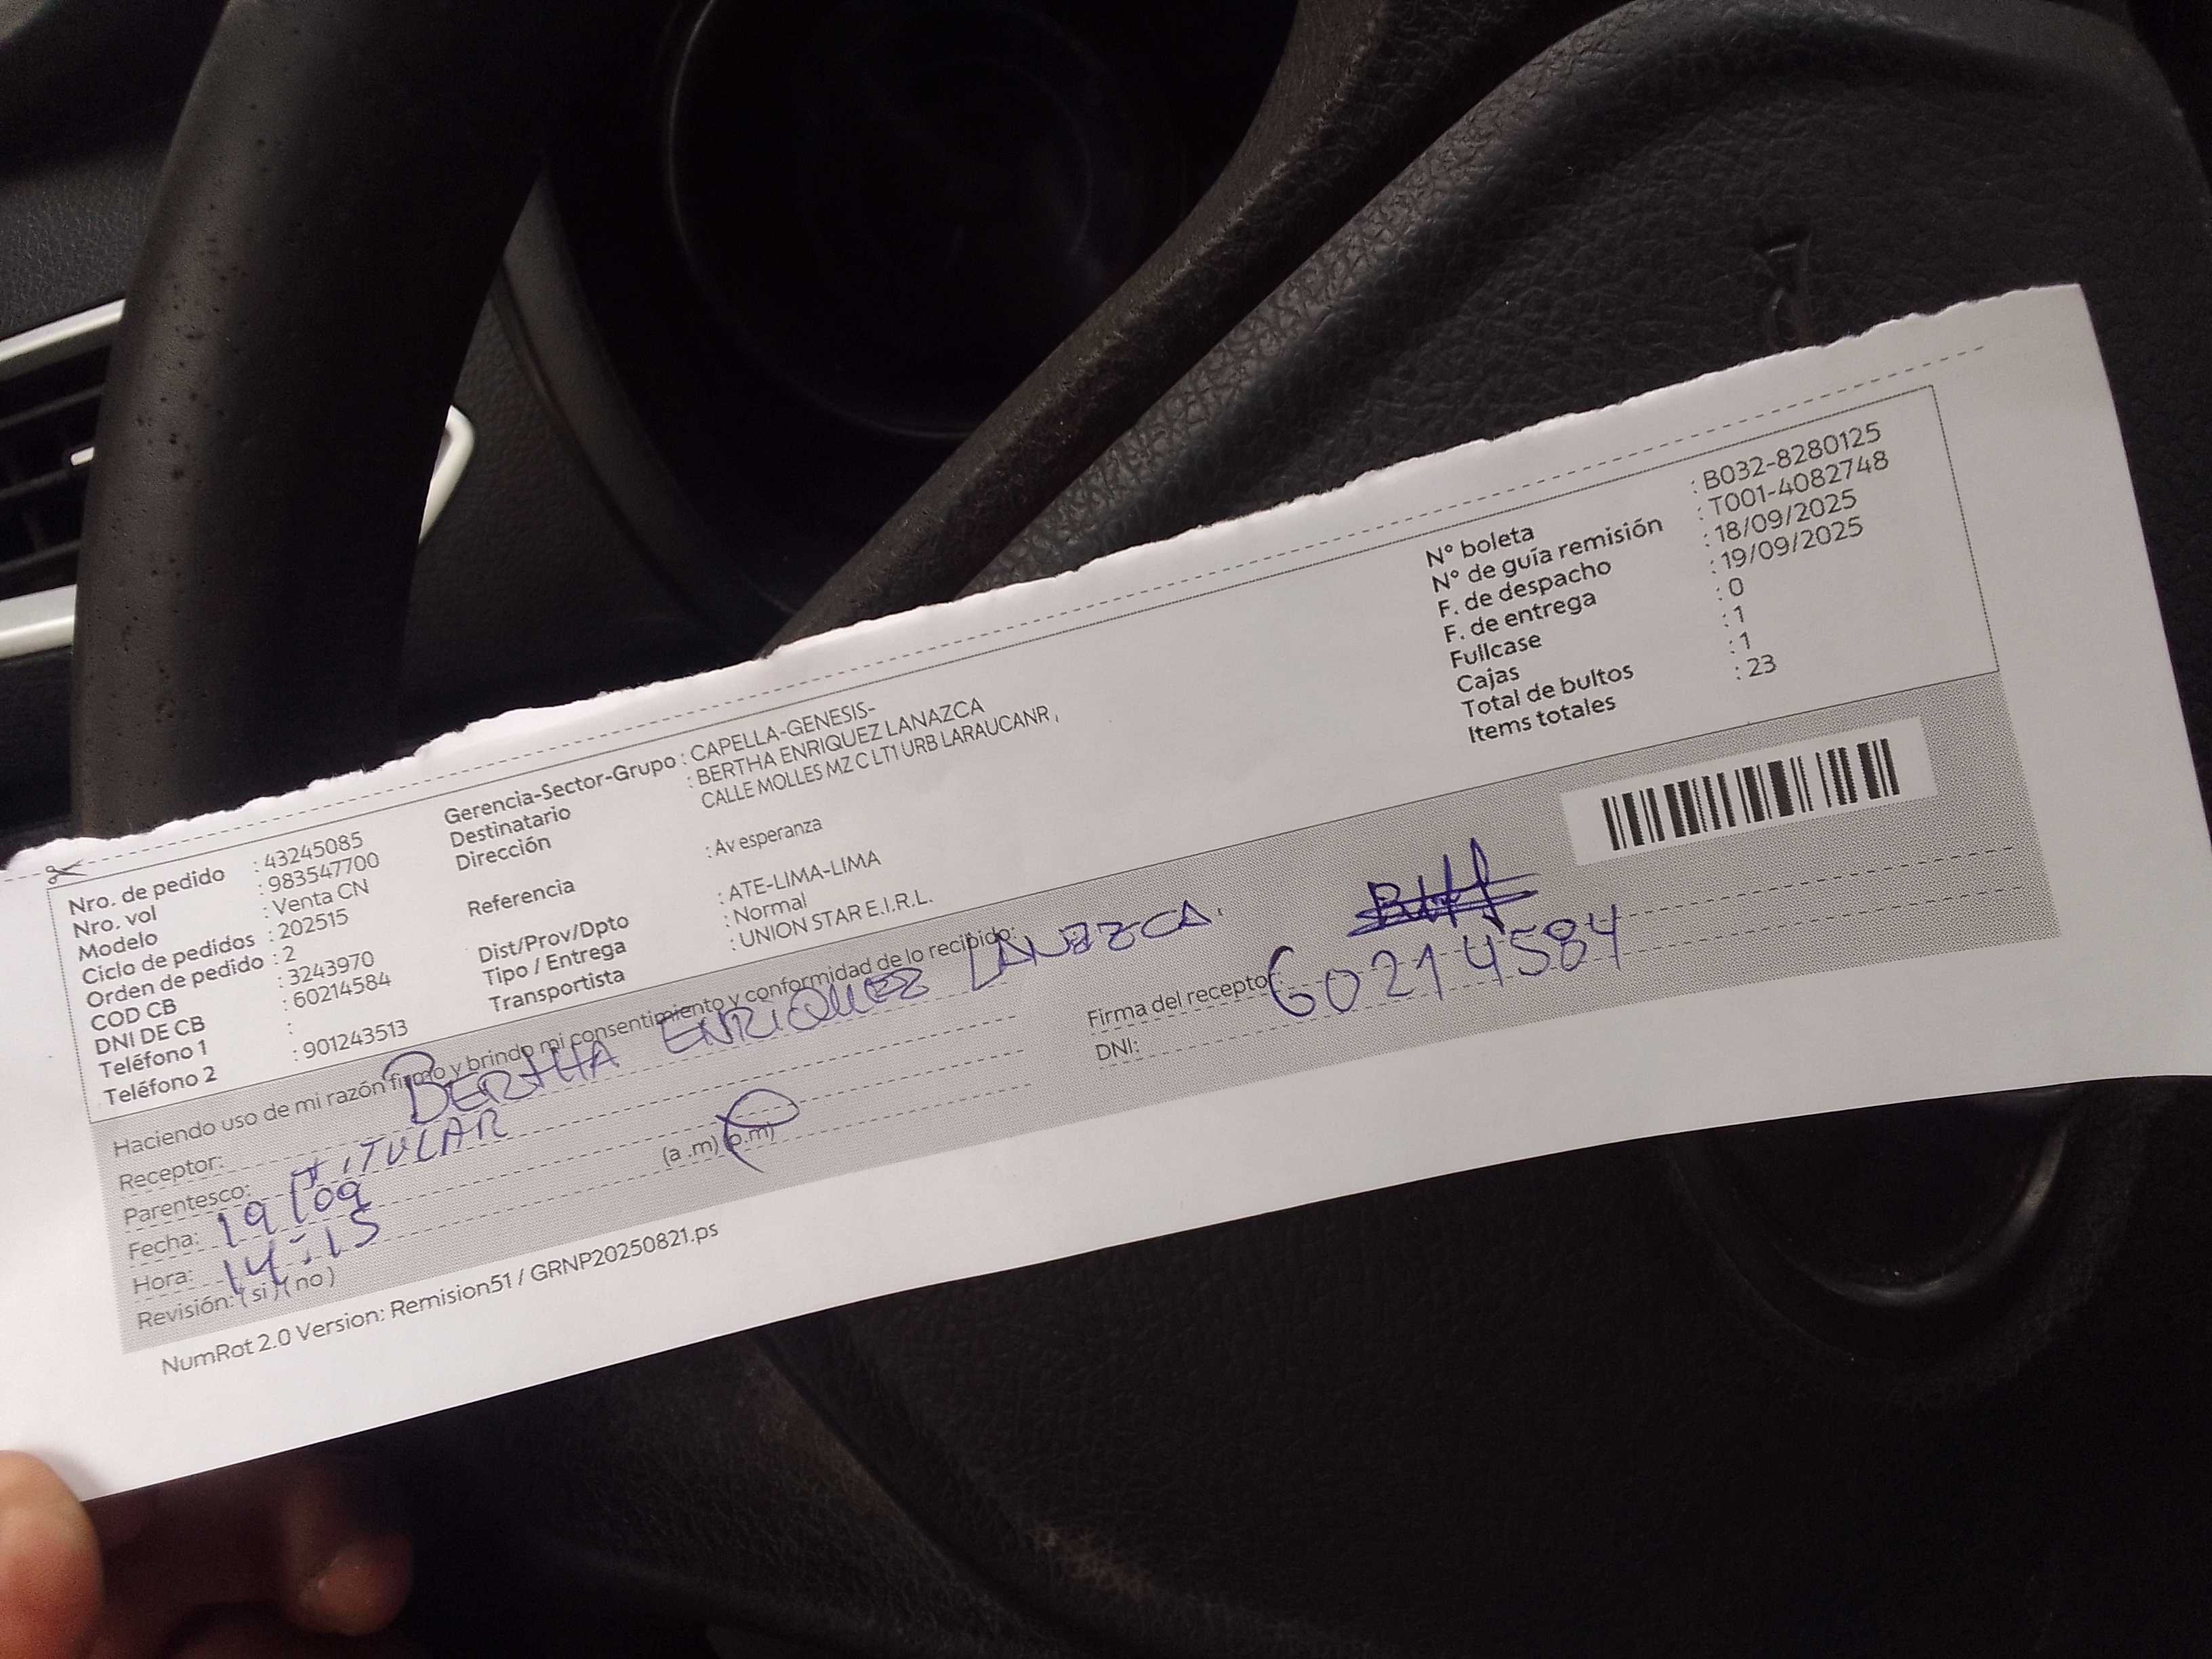 Nro. de pedido : 43245085
Nro. vol : 983547700
Modelo : Venta CN
Ciclo de pedidos : 202515
Orden de pedido : 2
COD CB : 3243970
DNI DE CB : 60214584
Teléfono 1 :
Teléfono 2 : 901243513
Gerencia-Sector-Grupo : CAPELLA-GENESIS-
Destinatario : BERTHA ENRIQUEZ LANAZCA
Dirección CALLE MOLLES MZ C LT1 URB LARAUCANR ,
Referencia : Av esperanza
Dist/Prov/Dpto : ATE-LIMA-LIMA
Tipo / Entrega : Normal
Transportista : UNION STAR E.I.R.L.
N° boleta : B032-8280125
N° de guía remisión : T001-4082748
F. de despacho : 18/09/2025
F. de entrega : 19/09/2025
Fullcase : 0
Cajas : 1
Total de bultos : 1
Items totales : 23
Haciendo uso de mi razón firmo y brindo mi consentimiento y conformidad de lo recibido:
Receptor: BERTHA ENRIQUEZ LANAZCA.
Parentesco: TITULAR
Fecha: 19/09
Hora: 14:15 (a .m) (p.m)
Revisión: ( si ) ( no )
Firma del receptor:
DNI: 60214584
NumRot 2.0 Version: Remision51 / GRNP20250821.ps